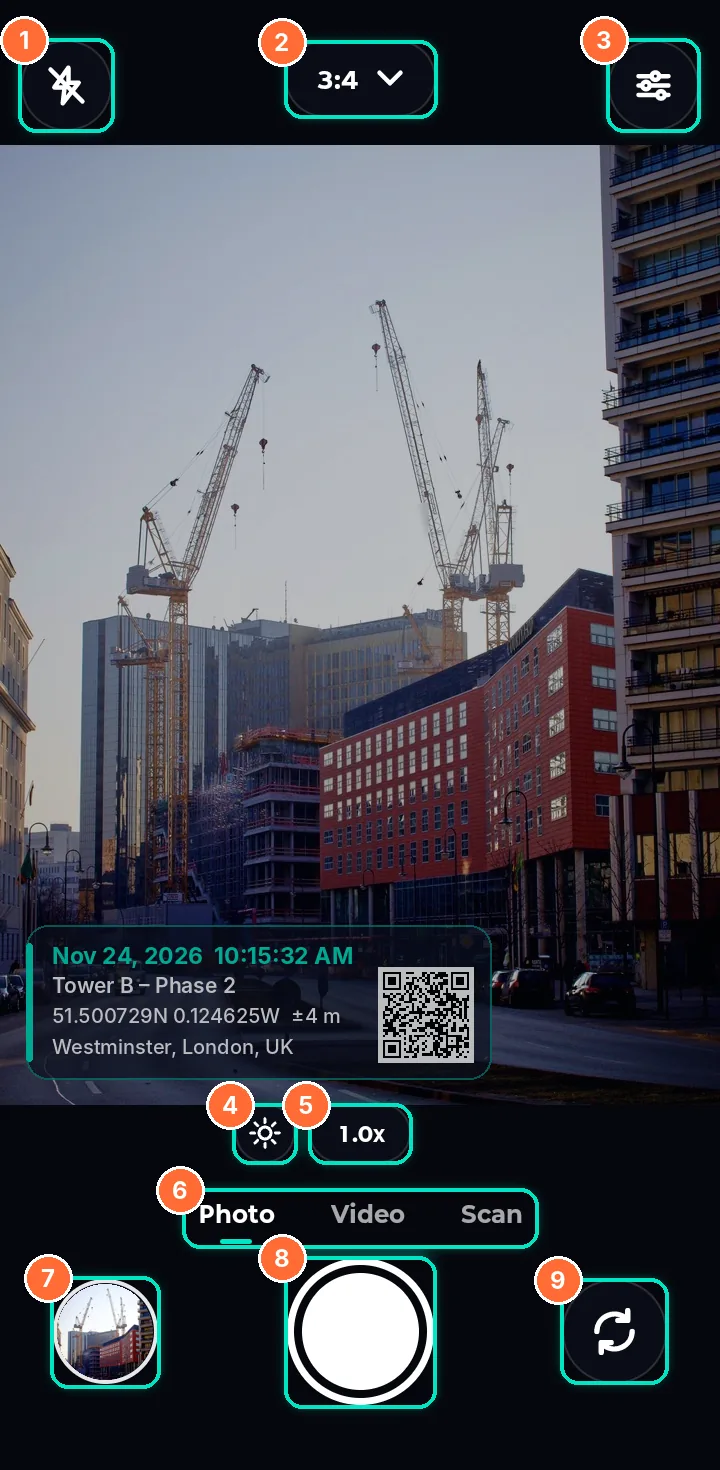 1
2
3
3:4
Nov 24, 2026 10:15:32 AM
Tower B – Phase 2
51.500729N 0.124625W ±4 m
Westminster, London, UK
4
5
1.0x
6
Photo Video Scan
7
8
9